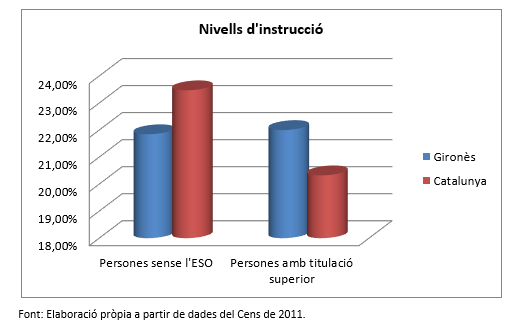 Nivells d'instrucció
24,00%
23,00%
22,00%
21,00%
20,00%
19,00%
18,00%
Gironès
Catalunya
Persones sense l'ESO
Persones amb titulació
superior
Font: Elaboració pròpia a partir de dades del Cens de 2011.